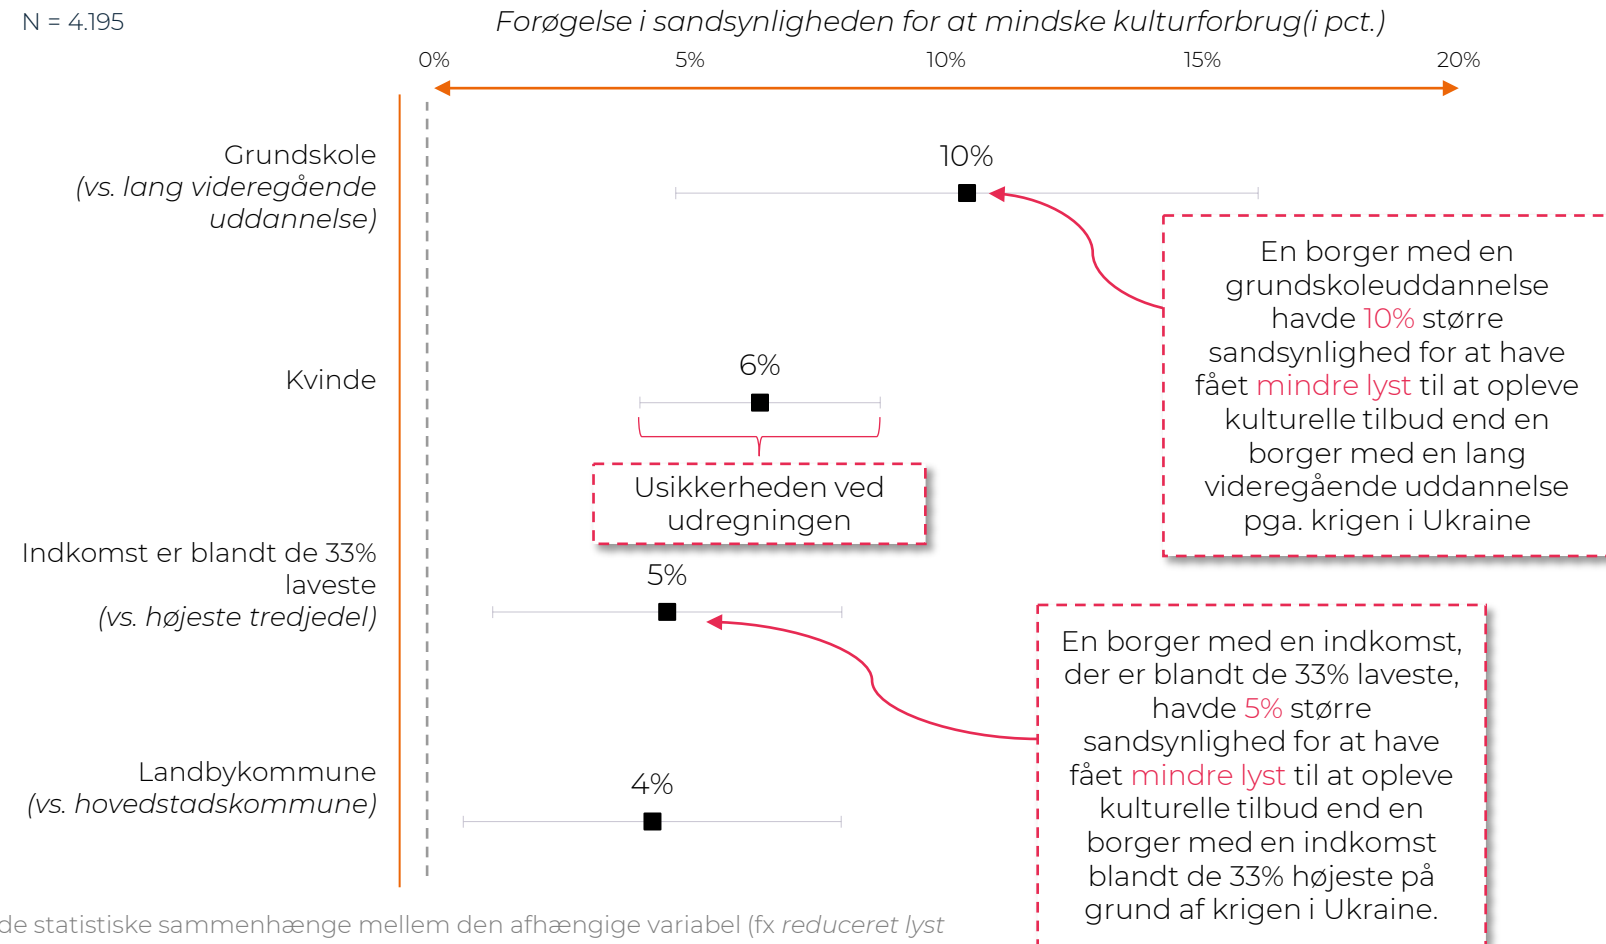 N = 4.195
Forøgelse i sandsynligheden for at mindske kulturforbrug(i pct.)
0% 5% 10% 15% 20%
Grundskole
(vs. lang videregående
uddannelse)
10%
En borger med en
grundskoleuddannelse
havde 10% større
sandsynlighed for at have
fået mindre lyst til at opleve
kulturelle tilbud end en
borger med en lang
videregående uddannelse
pga. krigen i Ukraine
Kvinde
6%
Usikkerheden ved
udregningen
Indkomst er blandt de 33%
laveste
(vs. højeste tredjedel)
5%
En borger med en indkomst,
der er blandt de 33% laveste,
havde 5% større
sandsynlighed for at have
fået mindre lyst til at opleve
kulturelle tilbud end en
borger med en indkomst
blandt de 33% højeste på
grund af krigen i Ukraine.
Landbykommune
(vs. hovedstadskommune)
4%
de statistiske sammenhænge mellem den afhængige variabel (fx reduceret lyst